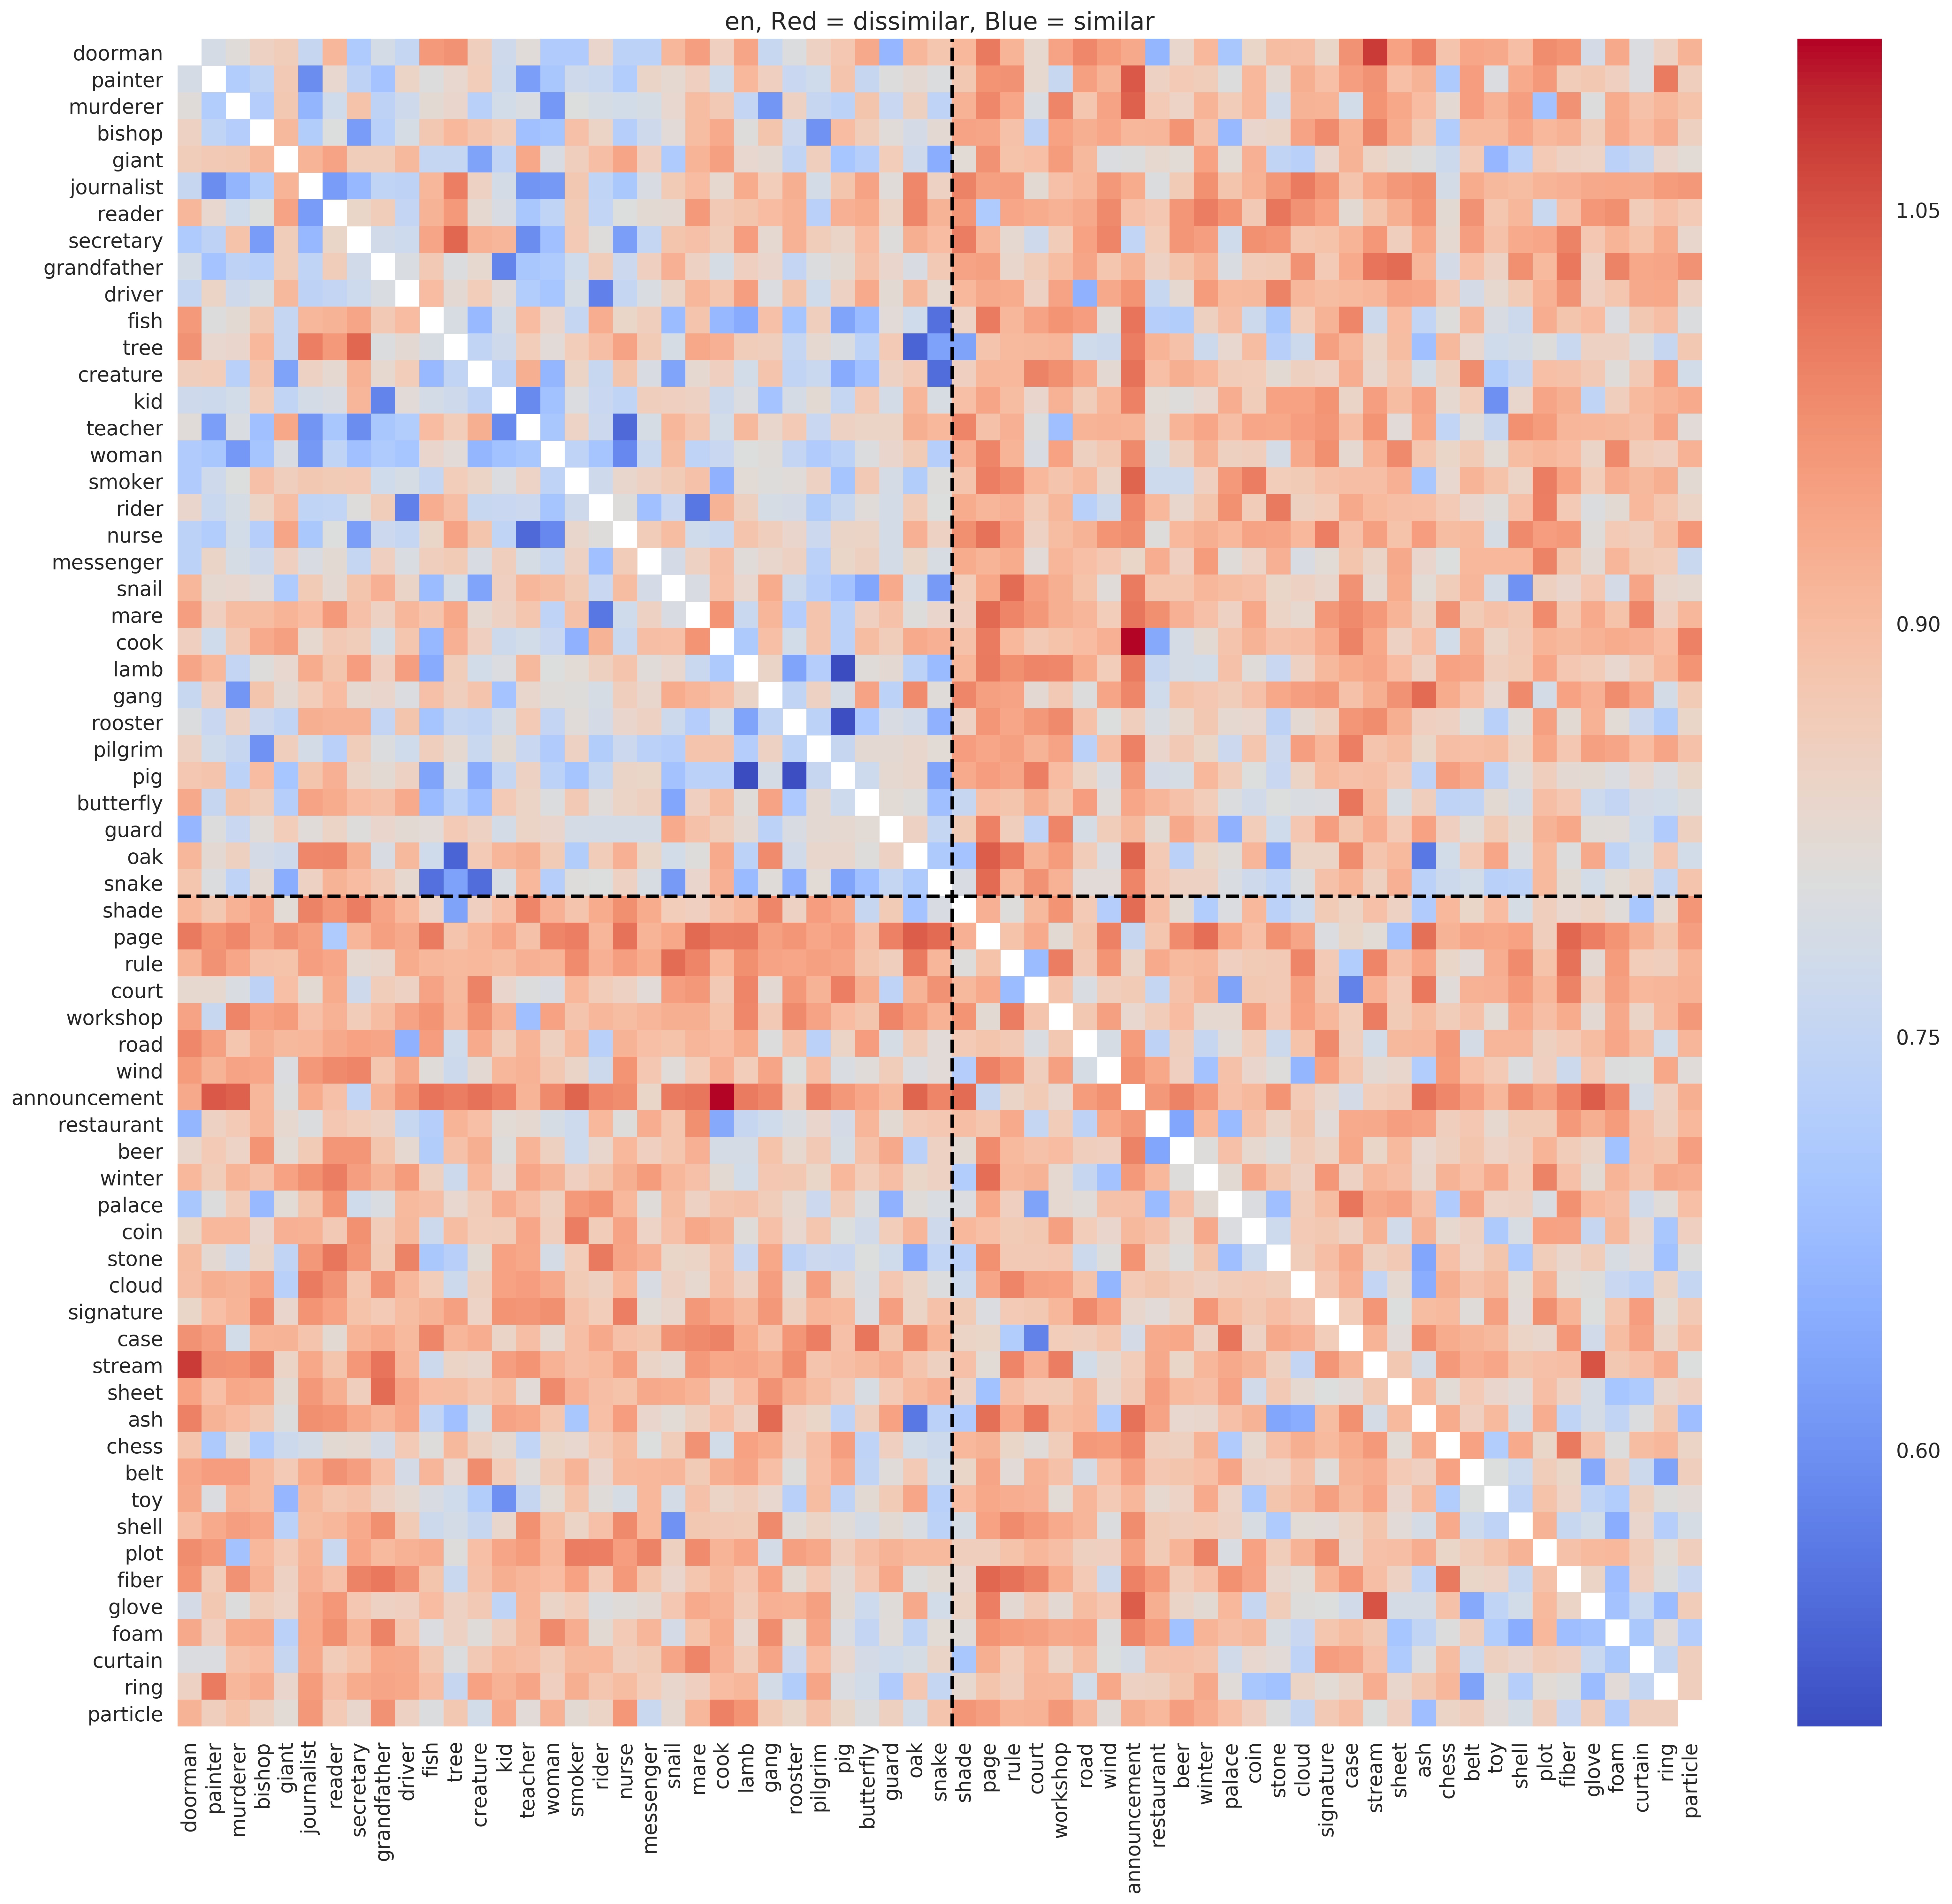 en, Red = dissimilar, Blue = similar
doorman
painter
murderer
bishop
giant
journalist
reader
secretary
grandfather
driver
fish
tree
creature
kid
teacher
woman
smoker
rider
nurse
messenger
snail
mare
cook
lamb
gang
rooster
pilgrim
pig
butterfly
guard
oak
snake
shade
page
rule
court
workshop
road
wind
announcement
restaurant
beer
winter
palace
coin
stone
cloud
signature
case
stream
sheet
ash
chess
belt
toy
shell
plot
fiber
glove
foam
curtain
ring
particle
doorman
painter
murderer
bishop
giant
journalist
reader
secretary
grandfather
driver
fish
tree
creature
kid
teacher
woman
smoker
rider
nurse
messenger
snail
mare
cook
lamb
gang
rooster
pilgrim
pig
butterfly
guard
oak
snake
shade
page
rule
court
workshop
road
wind
announcement
restaurant
beer
winter
palace
coin
stone
cloud
signature
case
stream
sheet
ash
chess
belt
toy
shell
plot
fiber
glove
foam
curtain
ring
particle
1.05
0.90
0.75
0.60